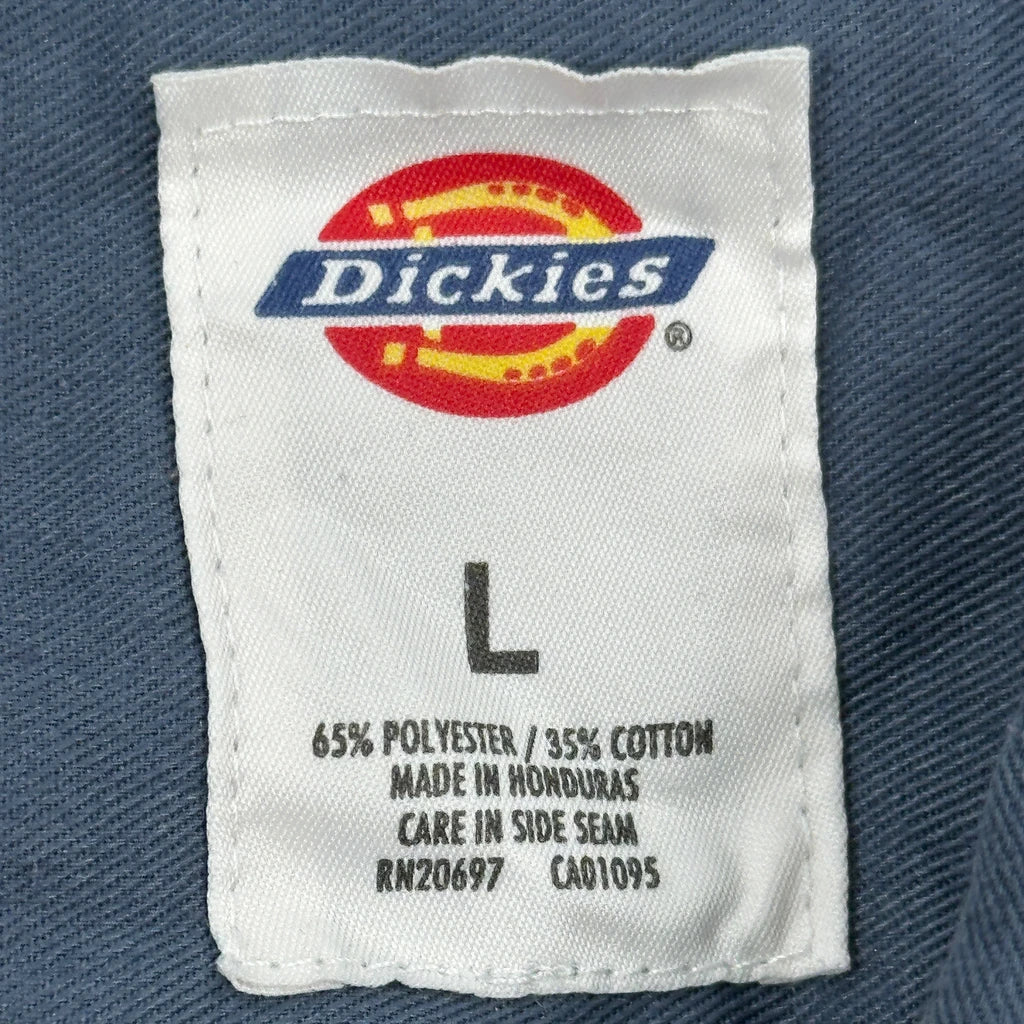 Dickies
®
L
65% POLYESTER / 35% COTTON
MADE IN HONDURAS
CARE IN SIDE SEAM
RN20697 CA01095